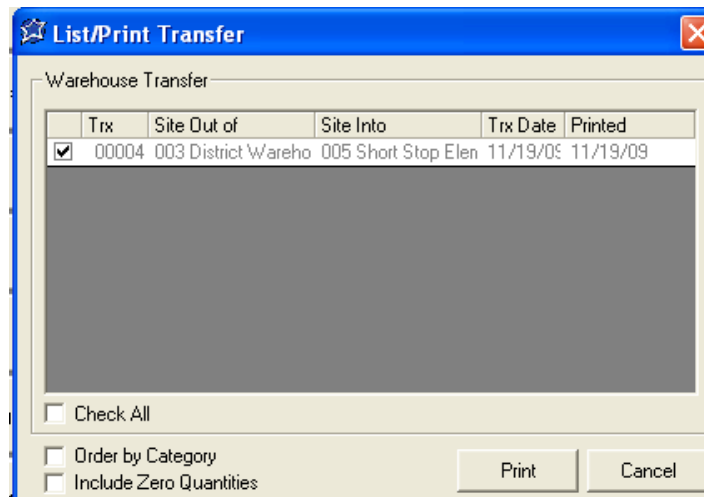 List/Print Transfer
Warehouse Transfer
Trx Site Out of Site Into Trx Date Printed
00004 003 District Wareho 005 Short Stop Elen 11/19/09 11/19/09
Check All
Order by Category
Include Zero Quantities
Print Cancel